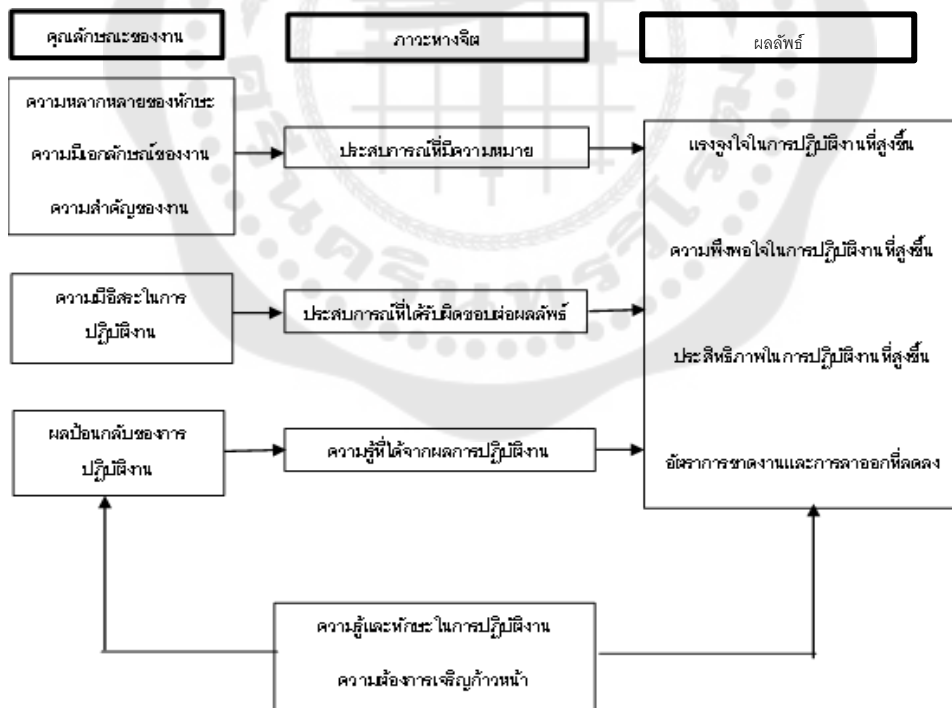 คุณลักษณะของงาน
ภาวะทางจิต
ผลลัพธ์
ความหลากหลายของทักษะ
ความมีเอกลักษณ์ของงาน
ความสำคัญของงาน
ประสบการณ์ที่มีความหมาย
แรงจูงใจในการปฏิบัติงานที่สูงขึ้น
ความพึงพอใจในการปฏิบัติงานที่สูงขึ้น
ประสิทธิภาพในการปฏิบัติงานที่สูงขึ้น
อัตราการขาดงานและการลาออกที่ลดลง
ความมีอิสระในการ
ปฏิบัติงาน
ประสบการณ์ที่ได้รับผิดชอบต่อผลลัพธ์
ผลป้อนกลับของการ
ปฏิบัติงาน
ความรู้ที่ได้จากผลการปฏิบัติงาน
ความรู้และทักษะในการปฏิบัติงาน
ความต้องการเจริญก้าวหน้า